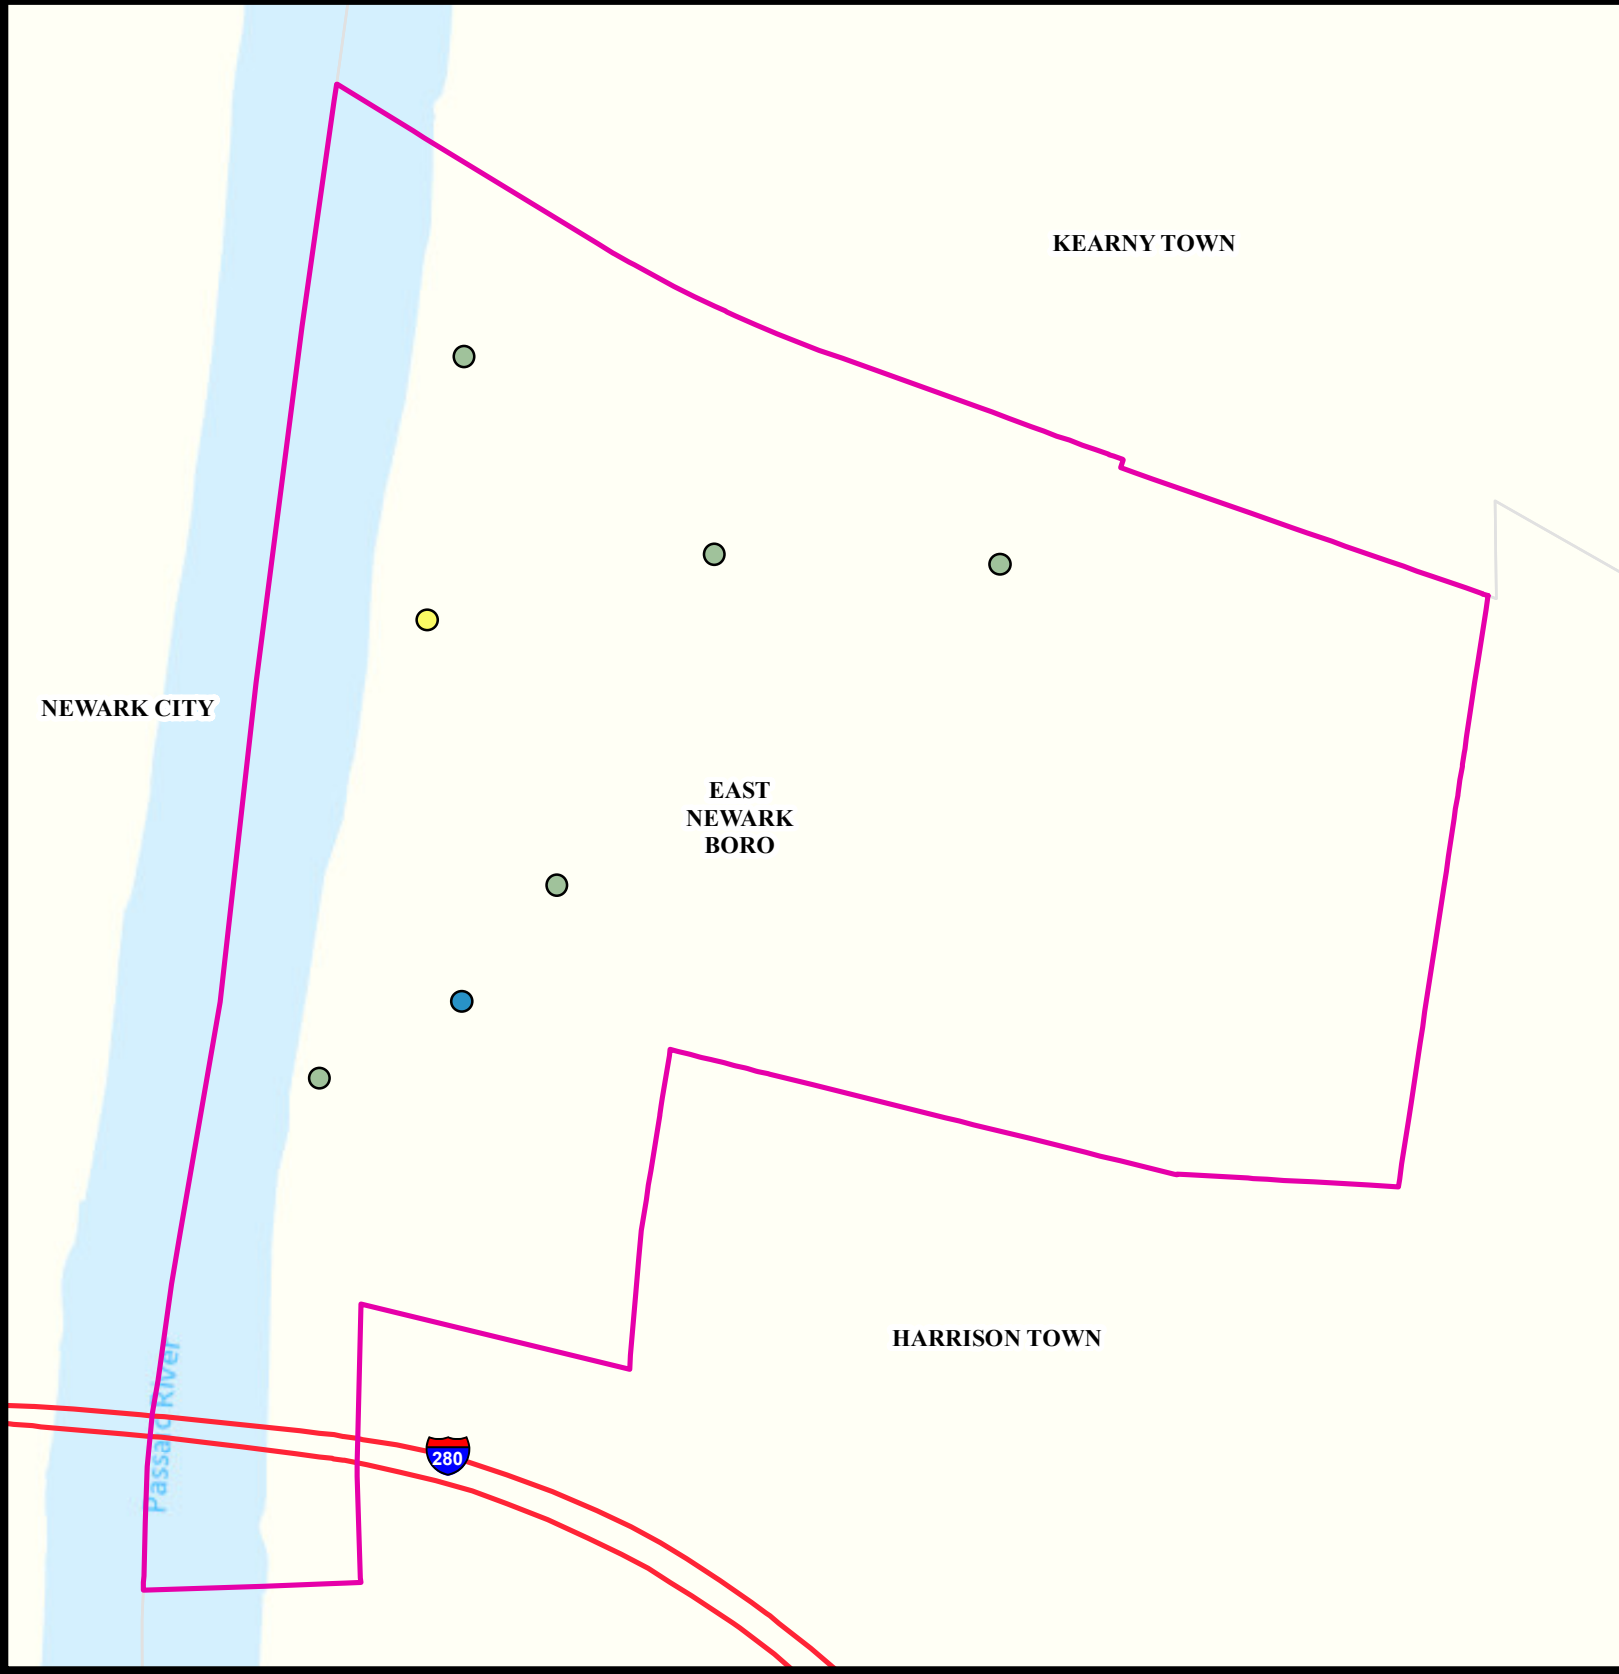 KEARNY TOWN
NEWARK CITY
EAST
NEWARK
BORO
HARRISON TOWN
Passaic River
280